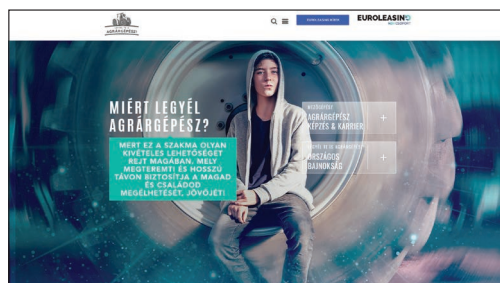 AGRÁRGÉPÉSZ!
EUROLEASING
MIÉRT LEGYÉL
AGRÁRGÉPÉSZ?
MERT EZ A SZAKMA OLYAN
KIVÉTELES LEHETŐSÉGET
REJT MAGÁBAN, MELY
MEGTEREMTI ÉS HOSSZÚ
TÁVON BIZTOSÍTJA A MAGAD
ÉS CSALÁDOD
MEGÉLHETÉSÉT, JÖVŐJÉT!
AGRÁRGÉPÉSZ
KÉPZÉS & KARRIER
+
ORSZÁGOS
BAJNOKSÁG
+